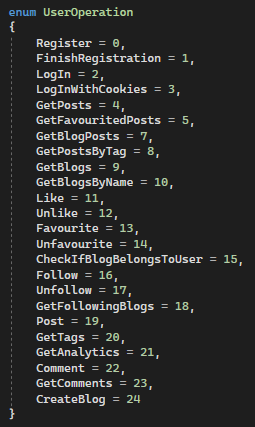 enum UserOperation
{
Register = 0,
FinishRegistration = 1,
LogIn = 2,
LogInWithCookies = 3,
GetPosts = 4,
GetFavouritedPosts = 5,
GetBlogPosts = 7,
GetPostsByTag = 8,
GetBlogs = 9,
GetBlogsByName = 10,
Like = 11,
Unlike = 12,
Favourite = 13,
Unfavourite = 14,
CheckIfBlogBelongsToUser = 15,
Follow = 16,
Unfollow = 17,
GetFollowingBlogs = 18,
Post = 19,
GetTags = 20,
GetAnalytics = 21,
Comment = 22,
GetComments = 23,
CreateBlog = 24
}